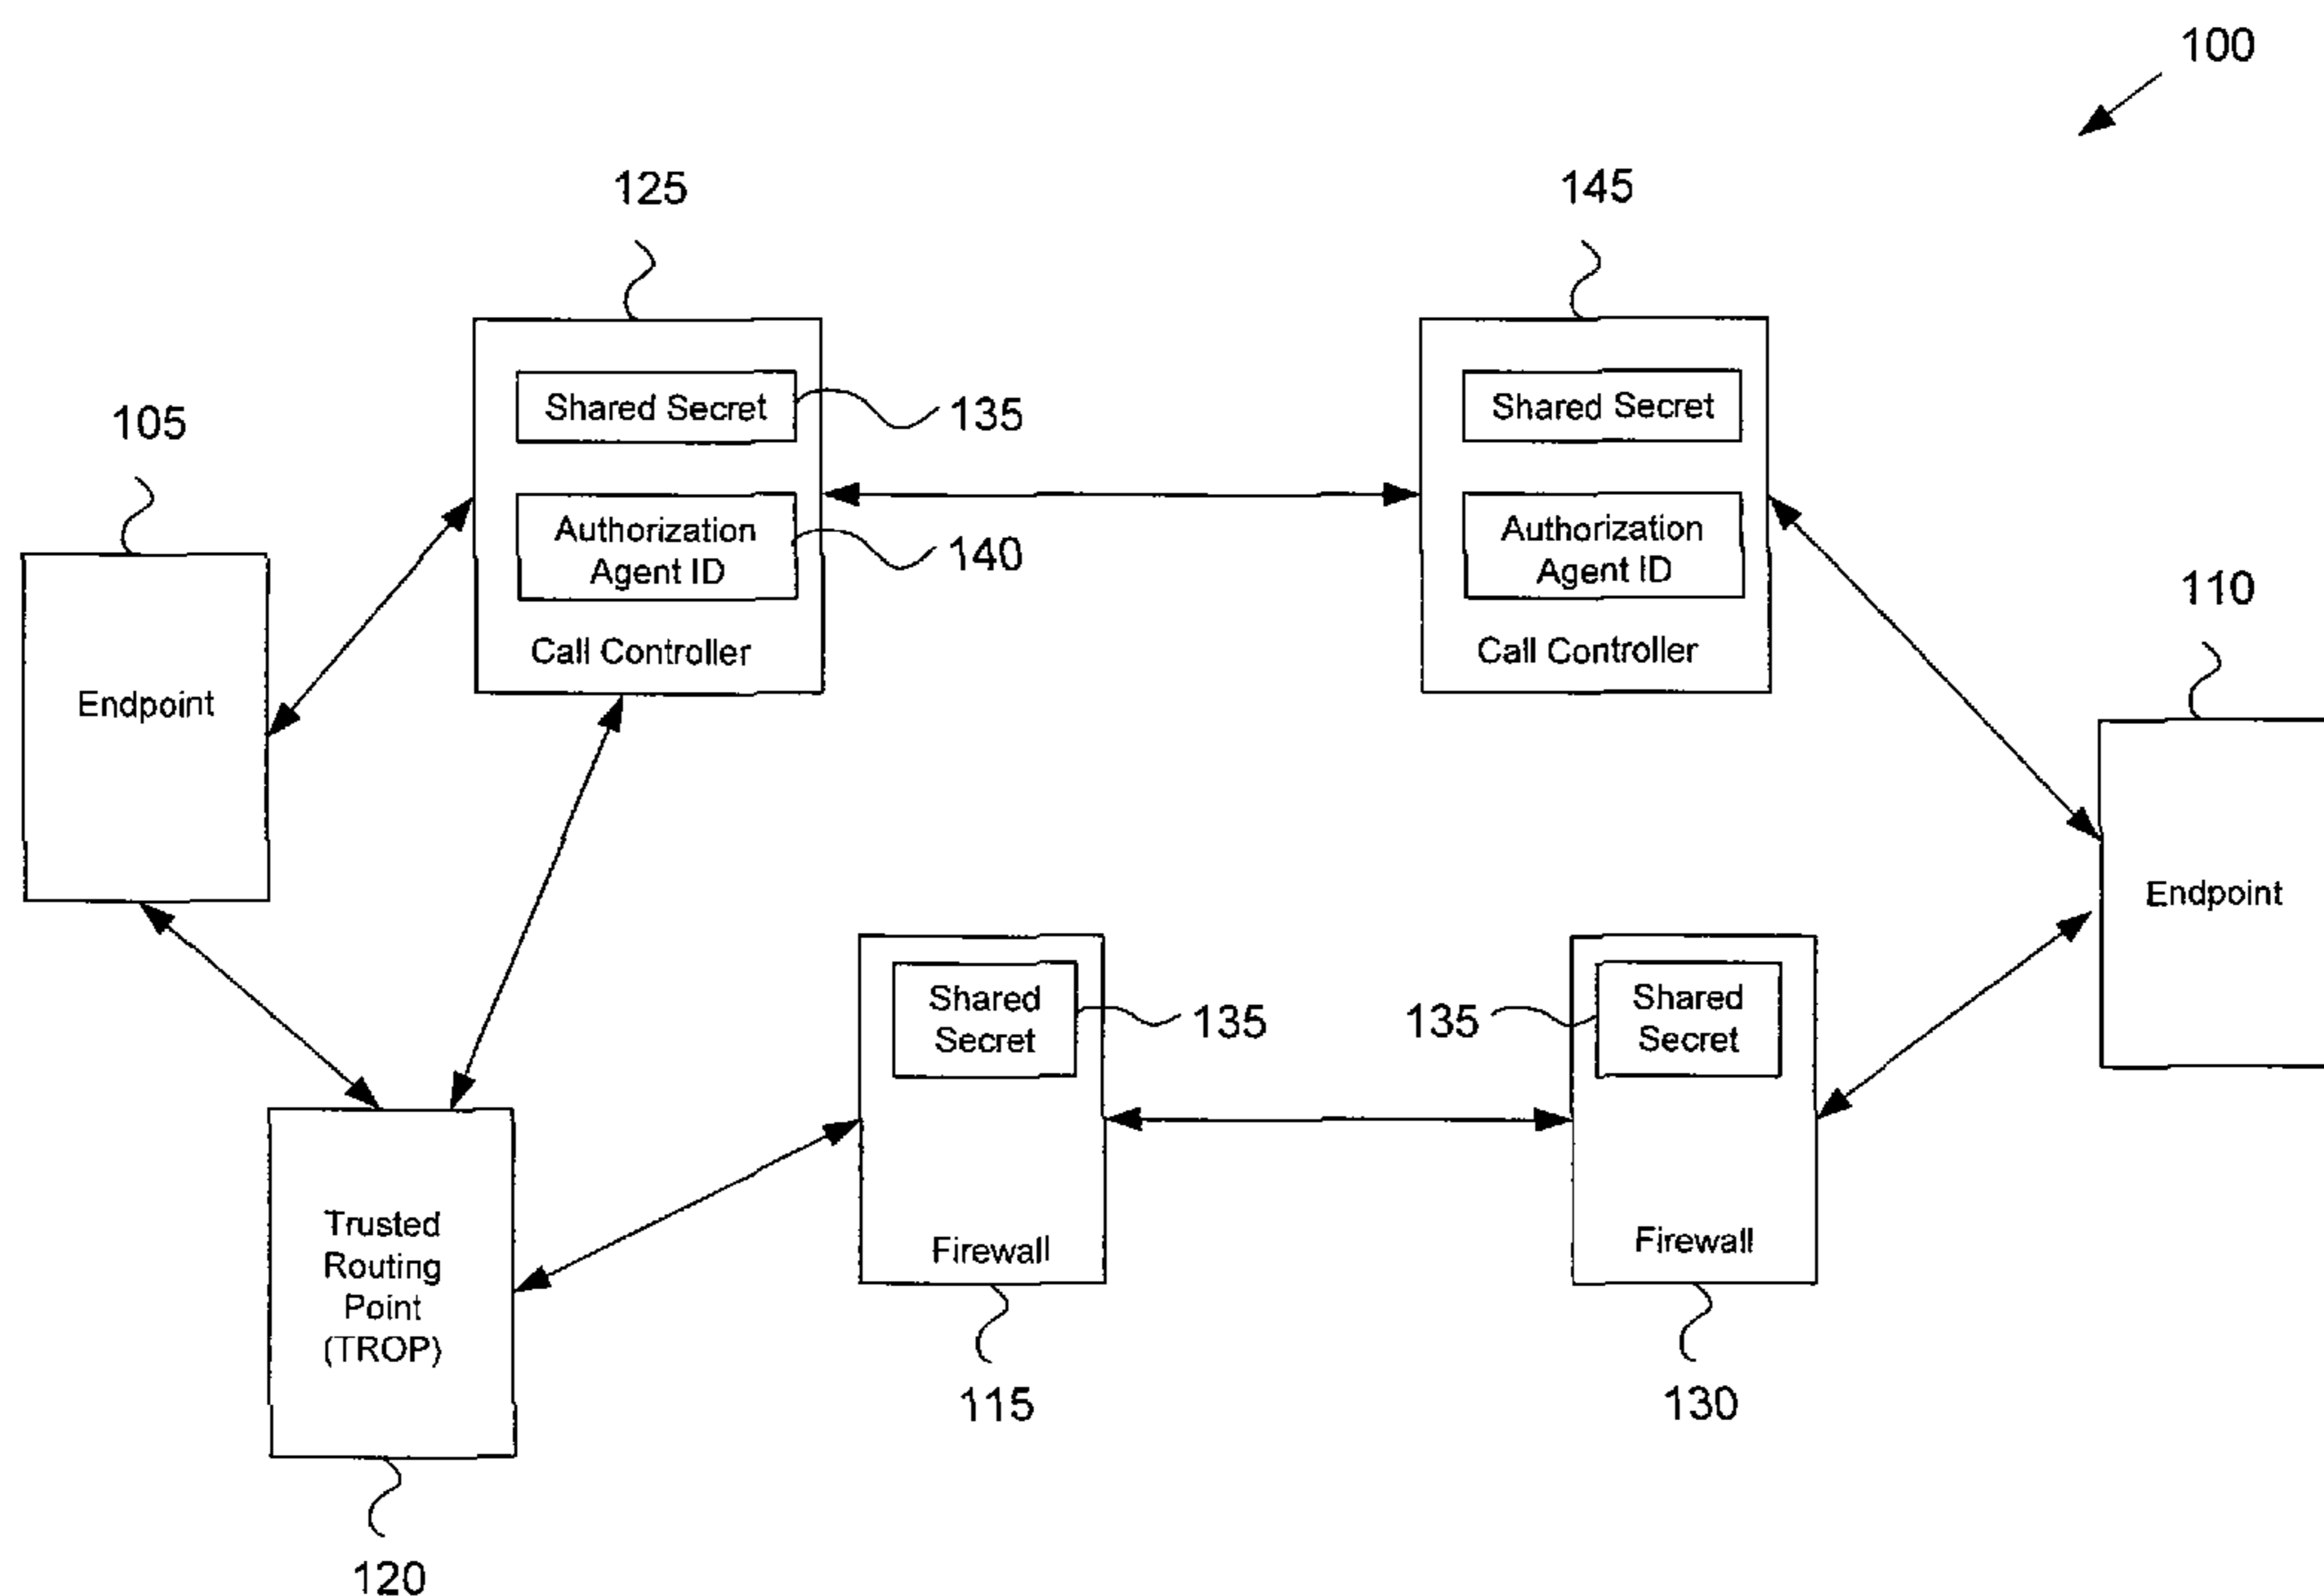 100
125
145
Shared Secret
135
Shared Secret
105
Authorization
Agent ID
140
Authorization
Agent ID
110
Call Controller
Call Controller
Endpoint
Endpoint
Shared
Secret
135
135
Shared
Secret
Trusted
Routing
Point
(TROP)
Firewall
Firewall
115
130
120